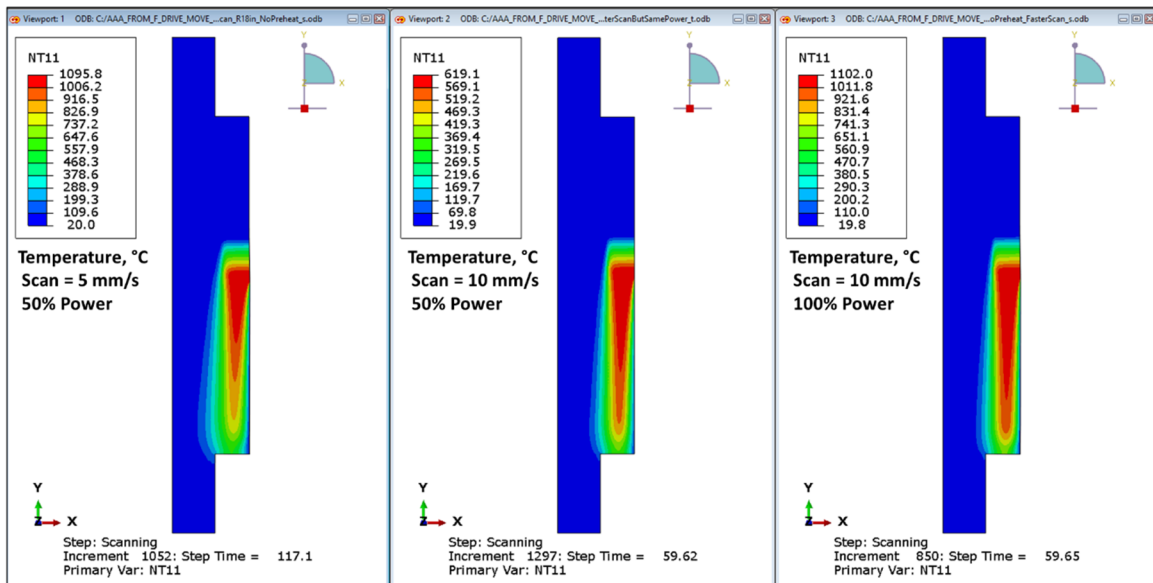 Viewport: 1 ODB: C:/AAA_FROM_F_DRIVE_MOVE_...can_R18in_NoPreheat_s.odb
NT11
1095.8
1006.2
916.5
826.9
737.2
647.6
557.9
468.3
378.6
288.9
199.3
109.6
20.0
Y
X
Z
Temperature, °C
Scan = 5 mm/s
50% Power
Y
Z
X
Step: Scanning
Increment 1052: Step Time = 117.1
Primary Var: NT11
Viewport: 2 ODB: C:/AAA_FROM_F_DRIVE_MOVE_...terScanButSamePower_t.odb
NT11
619.1
569.1
519.2
469.3
419.3
369.4
319.5
269.5
219.6
169.7
119.7
69.8
19.9
Y
X
Z
Temperature, °C
Scan = 10 mm/s
50% Power
Y
Z
X
Step: Scanning
Increment 1297: Step Time = 59.62
Primary Var: NT11
Viewport: 3 ODB: C:/AAA_FROM_F_DRIVE_MOVE_...oPreheat_FasterScan_s.odb
NT11
1102.0
1011.8
921.6
831.4
741.3
651.1
560.9
470.7
380.5
290.3
200.2
110.0
19.8
Y
X
Z
Temperature, °C
Scan = 10 mm/s
100% Power
Y
Z
X
Step: Scanning
Increment 850: Step Time = 59.65
Primary Var: NT11